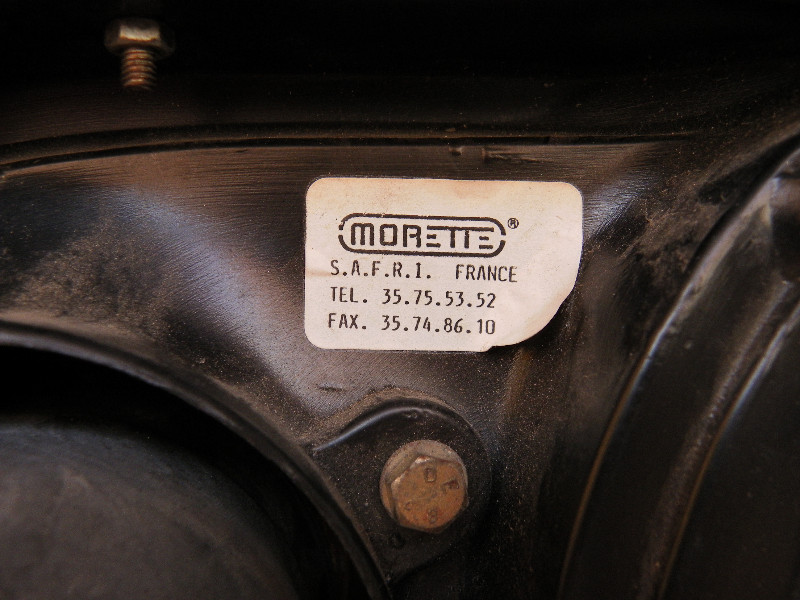 MORETTE®
S.A.F.R.I. FRANCE
TEL. 35.75.53.52
FAX. 35.74.86.10